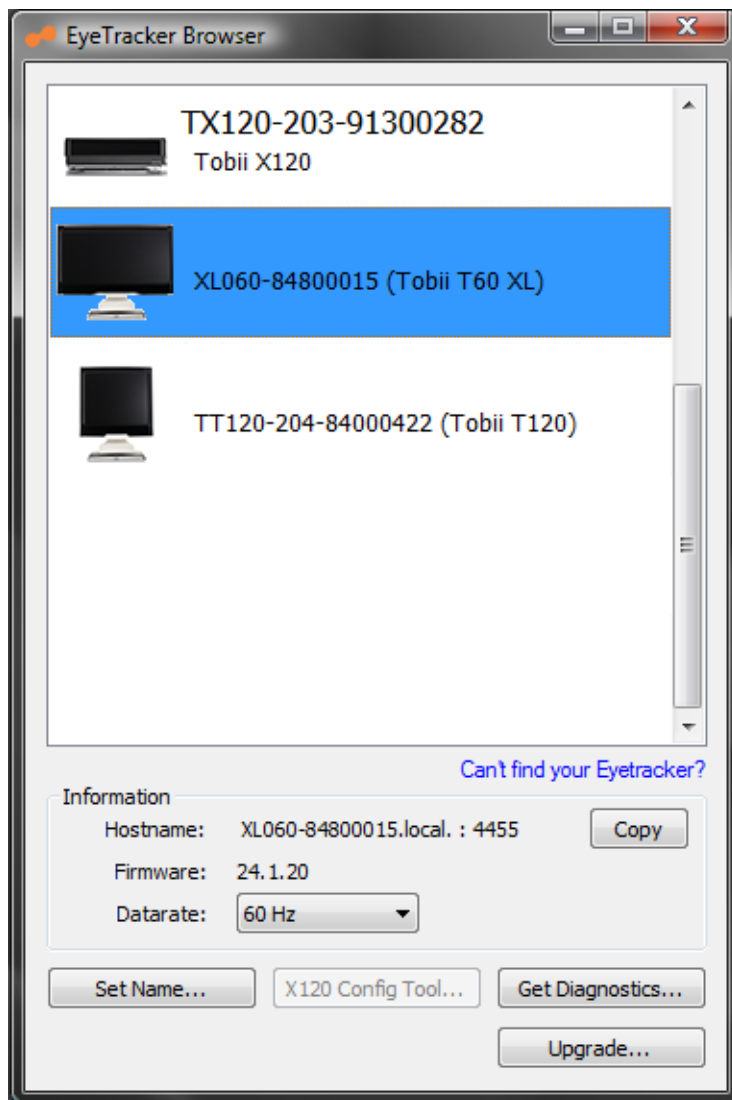 EyeTracker Browser
TX120-203-91300282
Tobii X120
XL060-84800015 (Tobii T60 XL)
TT120-204-84000422 (Tobii T120)
Can't find your Eyetracker?
Information
Hostname: XL060-84800015.local. : 4455 Copy
Firmware: 24.1.20
Datarate: 60 Hz
Set Name... X120 Config Tool... Get Diagnostics...
Upgrade...